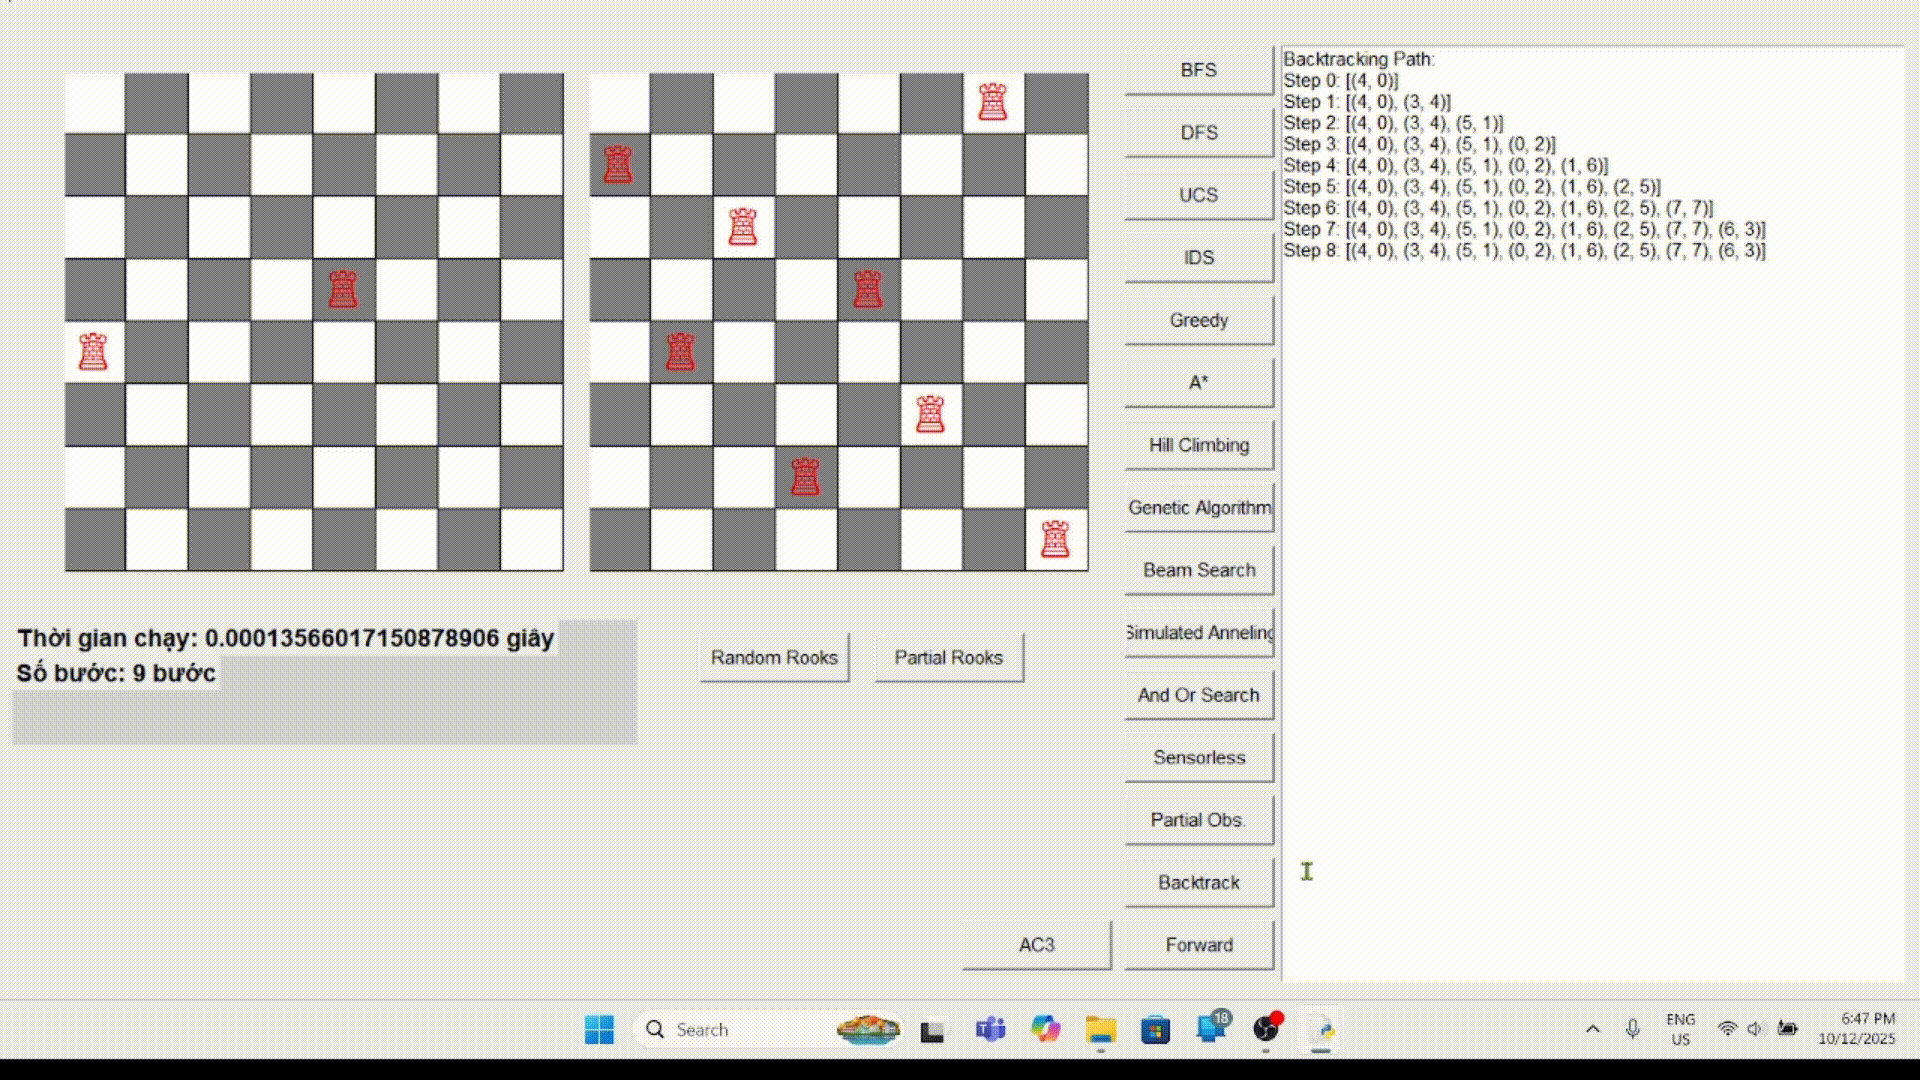 BFS
DFS
UCS
IDS
Greedy
A*
Hill Climbing
Genetic Algorithm
Beam Search
Simulated Anneling
And Or Search
Sensorless
Partial Obs.
Backtrack
AC3
Forward
Backtracking Path:
Step 0: [(4, 0)]
Step 1: [(4, 0), (3, 4)]
Step 2: [(4, 0), (3, 4), (5, 1)]
Step 3: [(4, 0), (3, 4), (5, 1), (0, 2)]
Step 4: [(4, 0), (3, 4), (5, 1), (0, 2), (1, 6)]
Step 5: [(4, 0), (3, 4), (5, 1), (0, 2), (1, 6), (2, 5)]
Step 6: [(4, 0), (3, 4), (5, 1), (0, 2), (1, 6), (2, 5), (7, 7)]
Step 7: [(4, 0), (3, 4), (5, 1), (0, 2), (1, 6), (2, 5), (7, 7), (6, 3)]
Step 8: [(4, 0), (3, 4), (5, 1), (0, 2), (1, 6), (2, 5), (7, 7), (6, 3)]
Thời gian chạy: 0.00013566017150878906 giây
Số bước: 9 bước
Random Rooks
Partial Rooks
Search
18
ENG
US
6:47 PM
10/12/2025